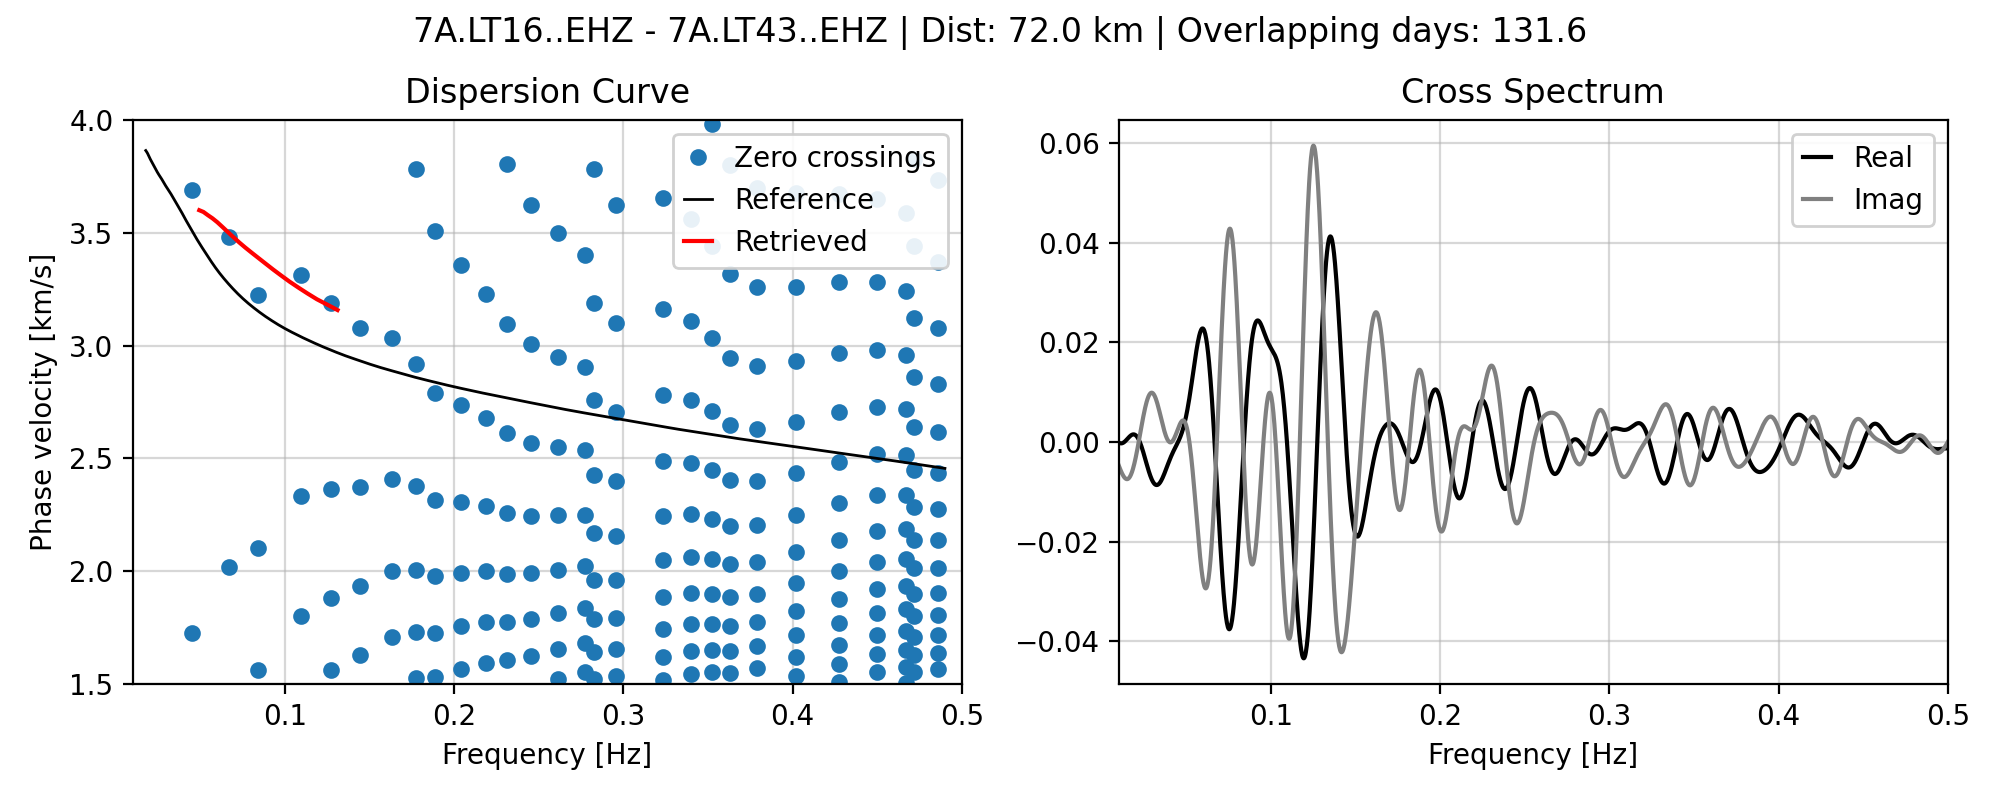 7A.LT16..EHZ - 7A.LT43..EHZ | Dist: 72.0 km | Overlapping days: 131.6
Dispersion Curve
4.0
3.5
3.0
2.5
2.0
1.5
Phase velocity [km/s]
0.1
0.2
0.3
0.4
0.5
Frequency [Hz]
Zero crossings
Reference
Retrieved
Cross Spectrum
0.06
0.04
0.02
0.00
−0.02
−0.04
0.1
0.2
0.3
0.4
0.5
Frequency [Hz]
Real
Imag